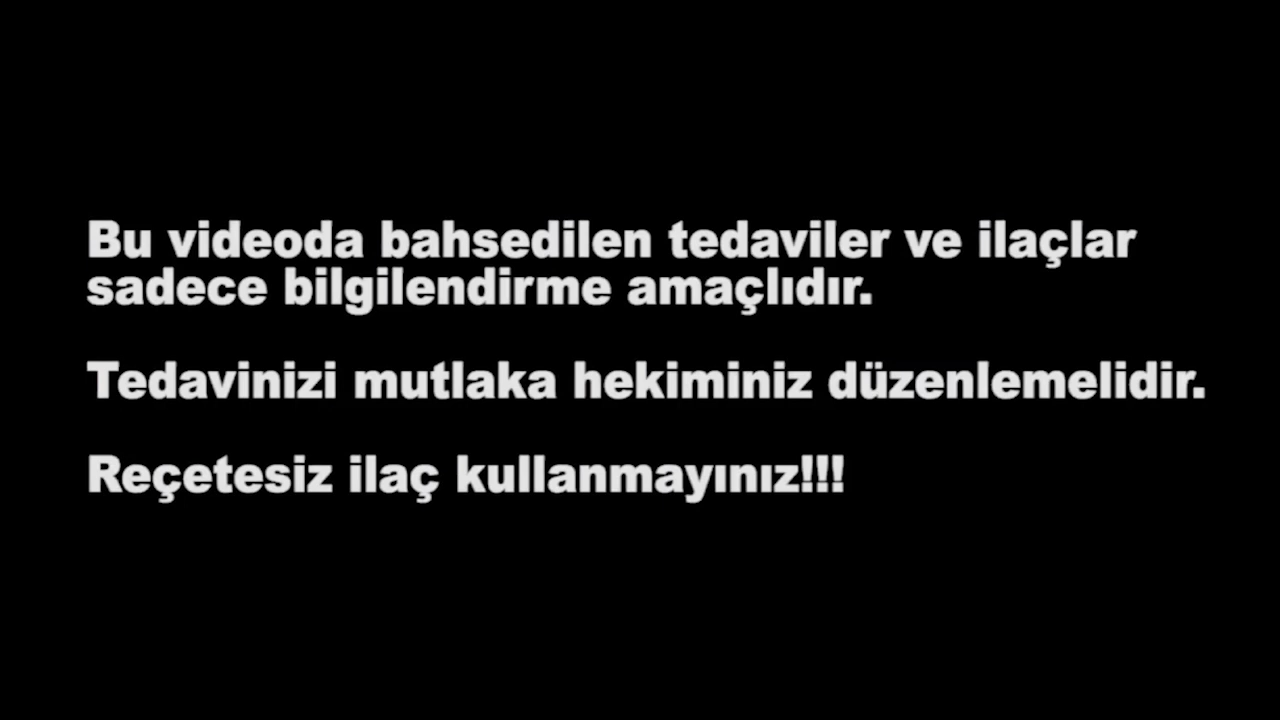 Bu videoda bahsedilen tedaviler ve ilaçlar
sadece bilgilendirme amaçlıdır.
Tedavinizi mutlaka hekiminiz düzenlemelidir.
Reçetesiz ilaç kullanmayınız!!!